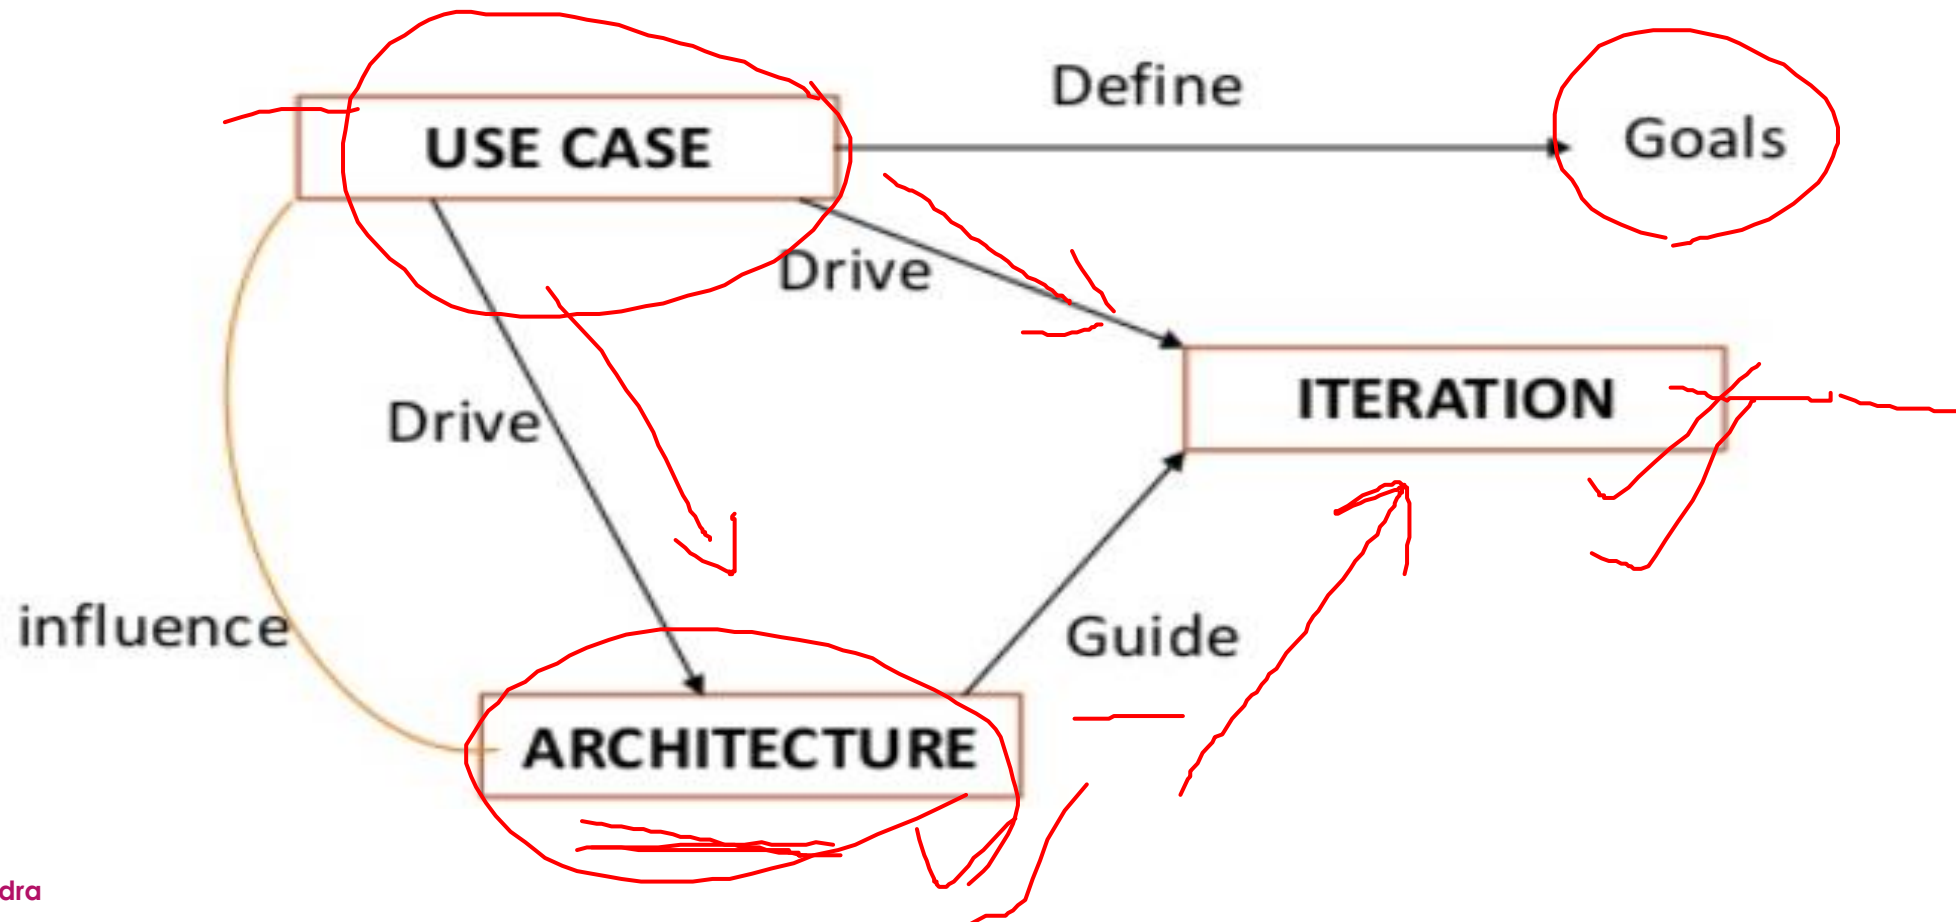 Define
USE CASE
Goals
Drive
ITERATION
Drive
influence
Guide
ARCHITECTURE
dra